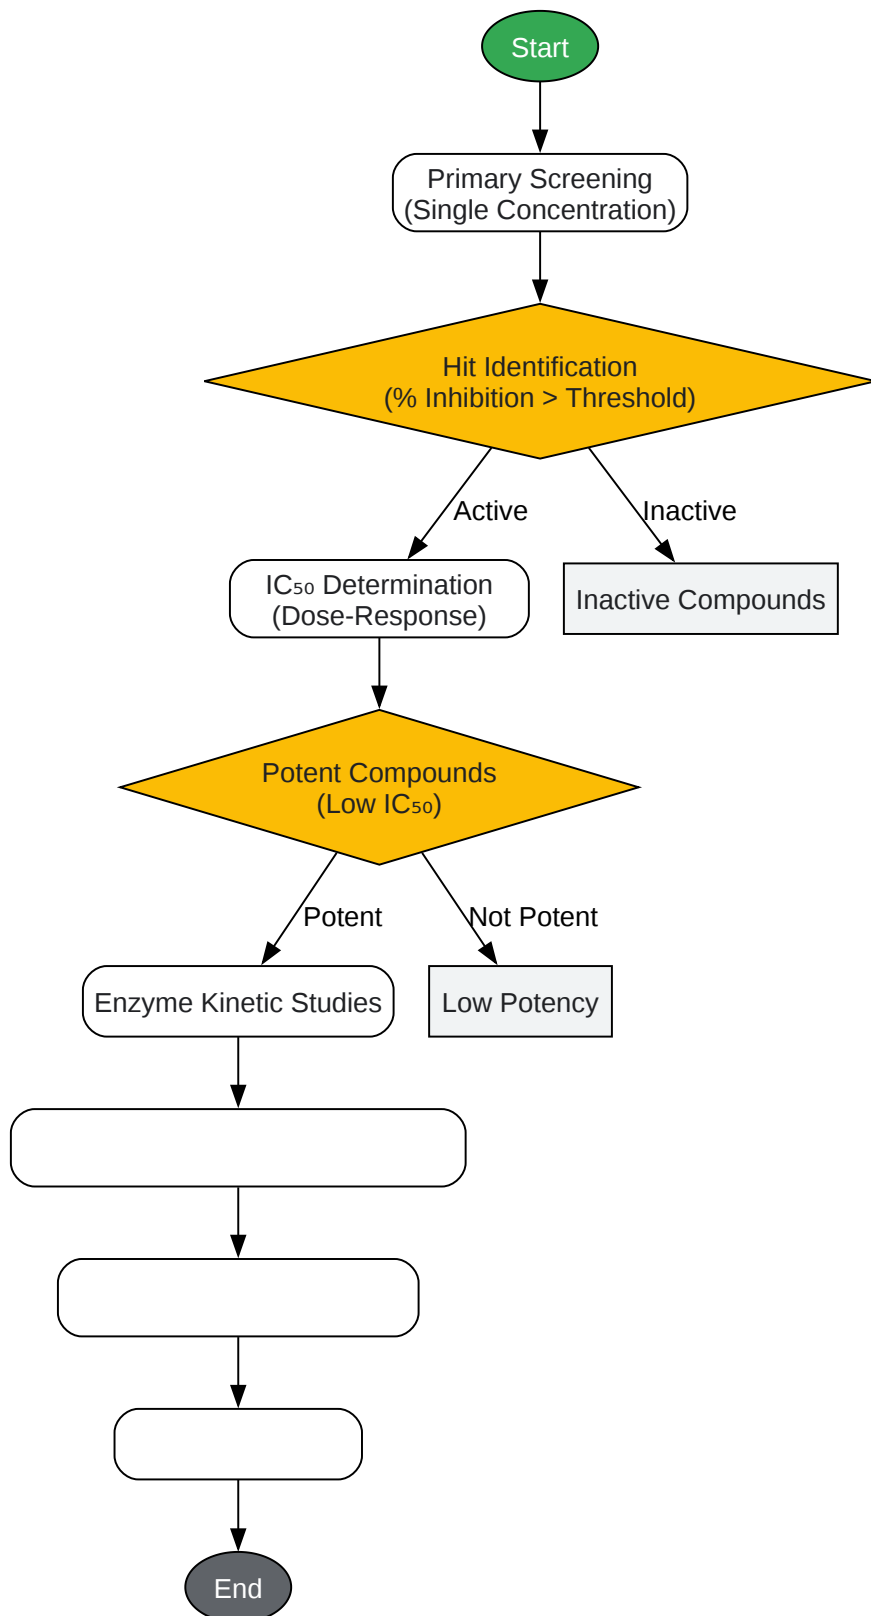 Start
Primary Screening
(Single Concentration)
Hit Identification
(% Inhibition > Threshold)
Active
Inactive
IC₅₀ Determination
(Dose-Response)
Inactive Compounds
Potent Compounds
(Low IC₅₀)
Potent
Not Potent
Enzyme Kinetic Studies
Low Potency
End